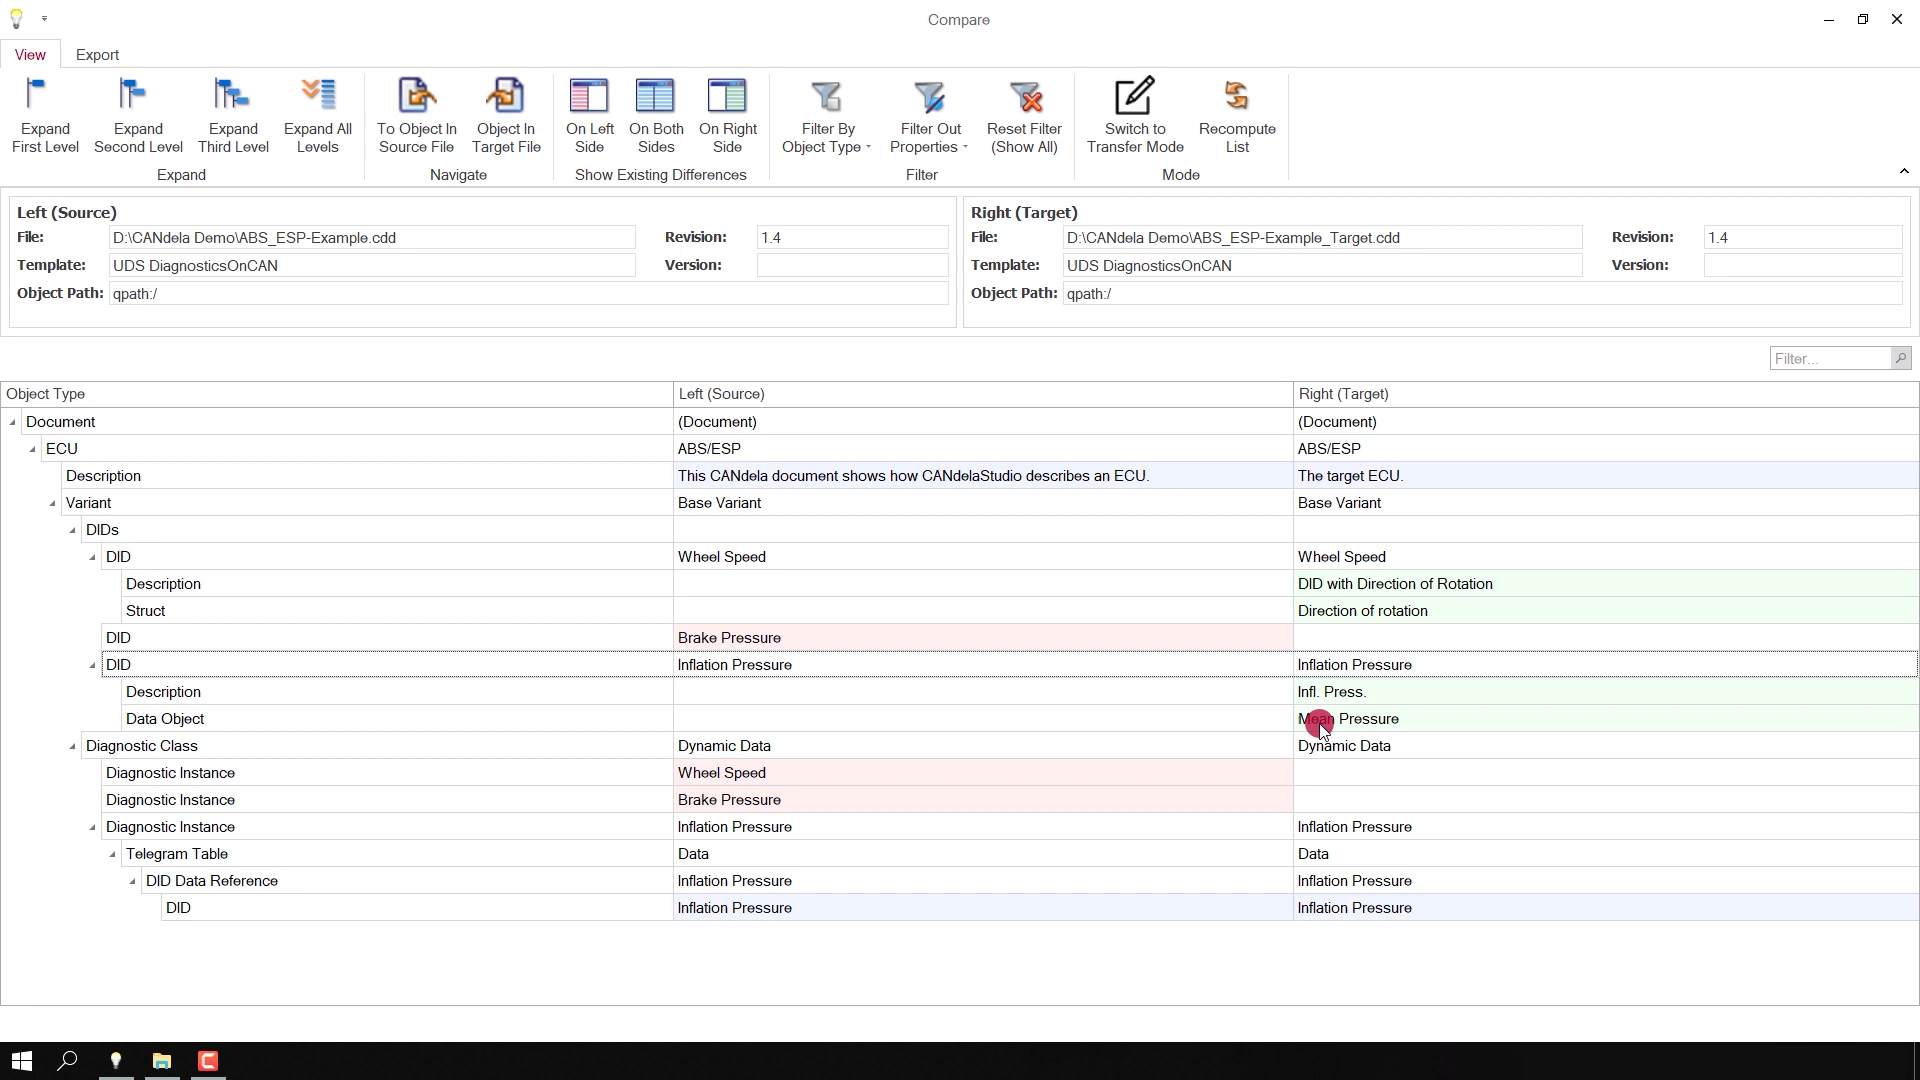 Compare
View Export
Expand First Level
Expand Second Level
Expand Third Level
Expand All Levels
Expand
To Object In Source File
Object In Target File
Navigate
On Left Side
On Both Sides
On Right Side
Show Existing Differences
Filter By Object Type
Filter Out Properties
Reset Filter (Show All)
Filter
Switch to Transfer Mode
Recompute List
Mode
Left (Source)
File: D:\CANdela Demo\ABS_ESP-Example.cdd Revision: 1.4
Template: UDS DiagnosticsOnCAN Version:
Object Path: qpath:/
Right (Target)
File: D:\CANdela Demo\ABS_ESP-Example_Target.cdd Revision: 1.4
Template: UDS DiagnosticsOnCAN Version:
Object Path: qpath:/
Filter...
Object Type Left (Source) Right (Target)
Document (Document) (Document)
ECU ABS/ESP ABS/ESP
Description This CANdela document shows how CANdelaStudio describes an ECU. The target ECU.
Variant Base Variant Base Variant
DIDs
DID Wheel Speed Wheel Speed
Description DID with Direction of Rotation
Struct Direction of rotation
DID Brake Pressure
DID Inflation Pressure Inflation Pressure
Description Infl. Press.
Data Object Mean Pressure
Diagnostic Class Dynamic Data Dynamic Data
Diagnostic Instance Wheel Speed
Diagnostic Instance Brake Pressure
Diagnostic Instance Inflation Pressure Inflation Pressure
Telegram Table Data Data
DID Data Reference Inflation Pressure Inflation Pressure
DID Inflation Pressure Inflation Pressure